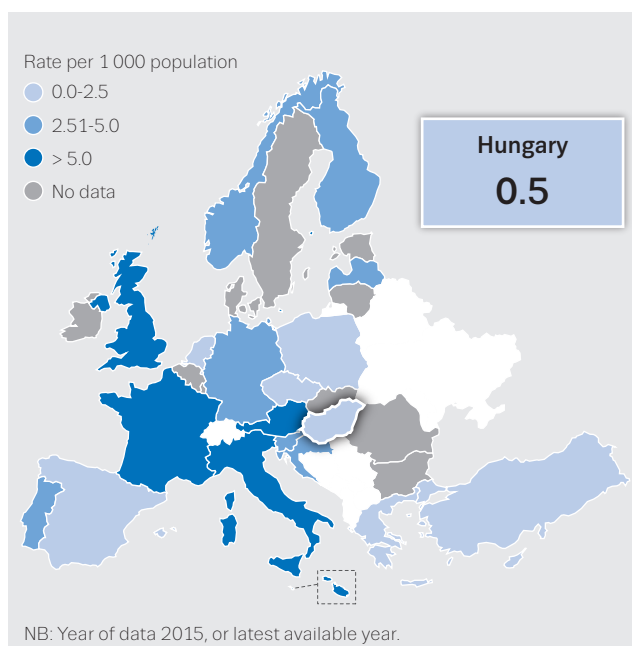 Rate per 1 000 population
0.0-2.5
2.51-5.0
> 5.0
No data
Hungary
0.5
NB: Year of data 2015, or latest available year.